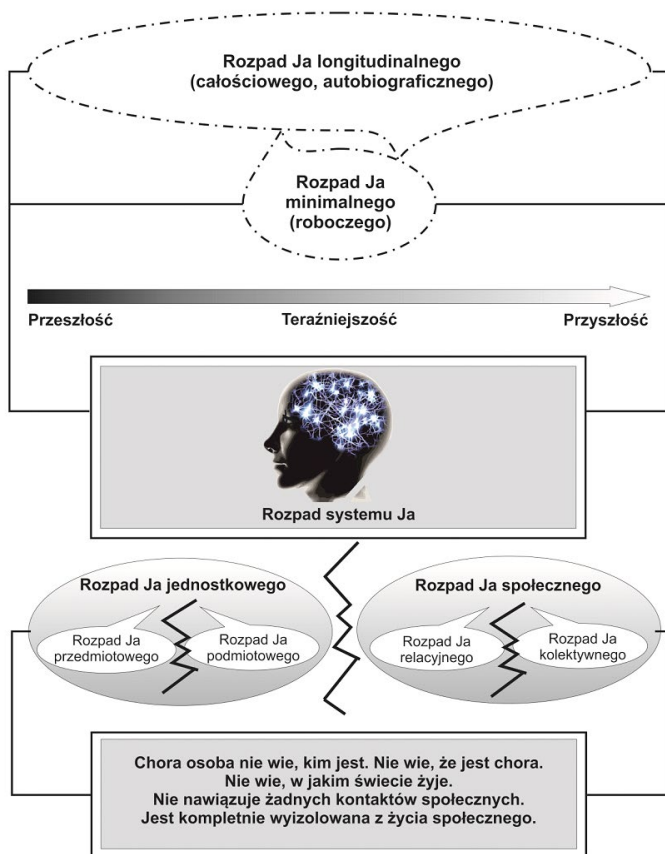 Rozpad Ja longitudinalnego
(całościowego, autobiograficznego)
Rozpad Ja
minimalnego
(roboczego)
Przeszłość Teraźniejszość Przyszłość
Rozpad systemu Ja
Rozpad Ja jednostkowego
Rozpad Ja
przedmiotowego
Rozpad Ja
podmiotowego
Rozpad Ja społecznego
Rozpad Ja
relacyjnego
Rozpad Ja
kolektywnego
Chora osoba nie wie, kim jest. Nie wie, że jest chora.
Nie wie, w jakim świecie żyje.
Nie nawiązuje żadnych kontaktów społecznych.
Jest kompletnie wyizolowana z życia społecznego.